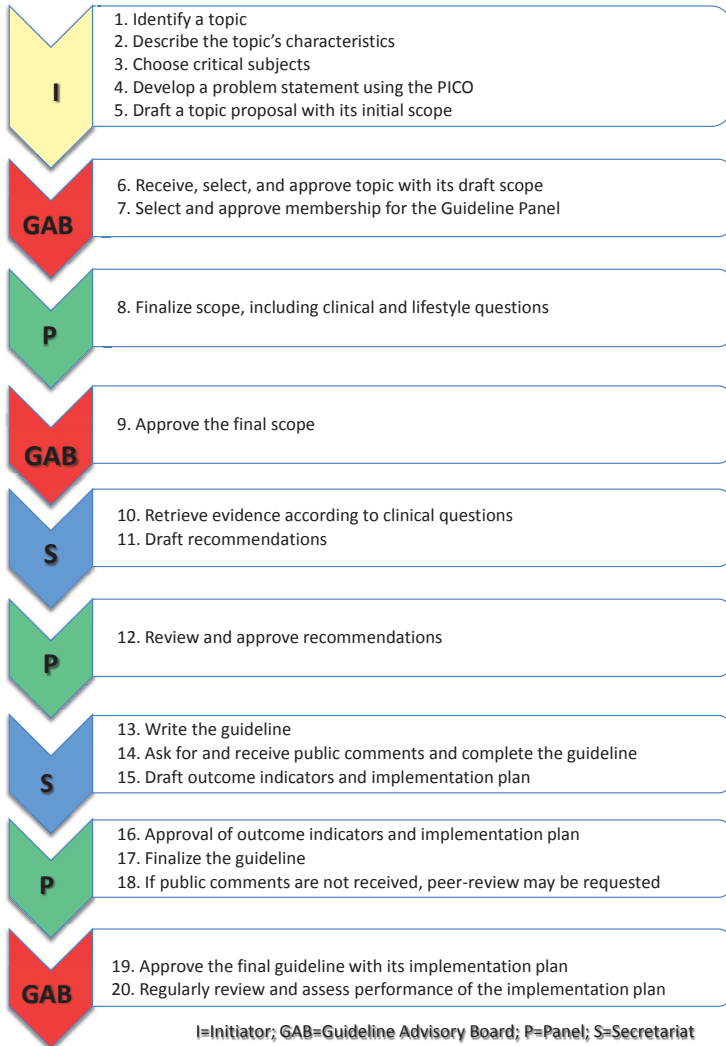 I
1. Identify a topic
2. Describe the topic's characteristics
3. Choose critical subjects
4. Develop a problem statement using the PICO
5. Draft a topic proposal with its initial scope
GAB
6. Receive, select, and approve topic with its draft scope
7. Select and approve membership for the Guideline Panel
P
8. Finalize scope, including clinical and lifestyle questions
GAB
9. Approve the final scope
S
10. Retrieve evidence according to clinical questions
11. Draft recommendations
P
12. Review and approve recommendations
S
13. Write the guideline
14. Ask for and receive public comments and complete the guideline
15. Draft outcome indicators and implementation plan
P
16. Approval of outcome indicators and implementation plan
17. Finalize the guideline
18. If public comments are not received, peer-review may be requested
GAB
19. Approve the final guideline with its implementation plan
20. Regularly review and assess performance of the implementation plan
I=Initiator; GAB=Guideline Advisory Board; P=Panel; S=Secretariat